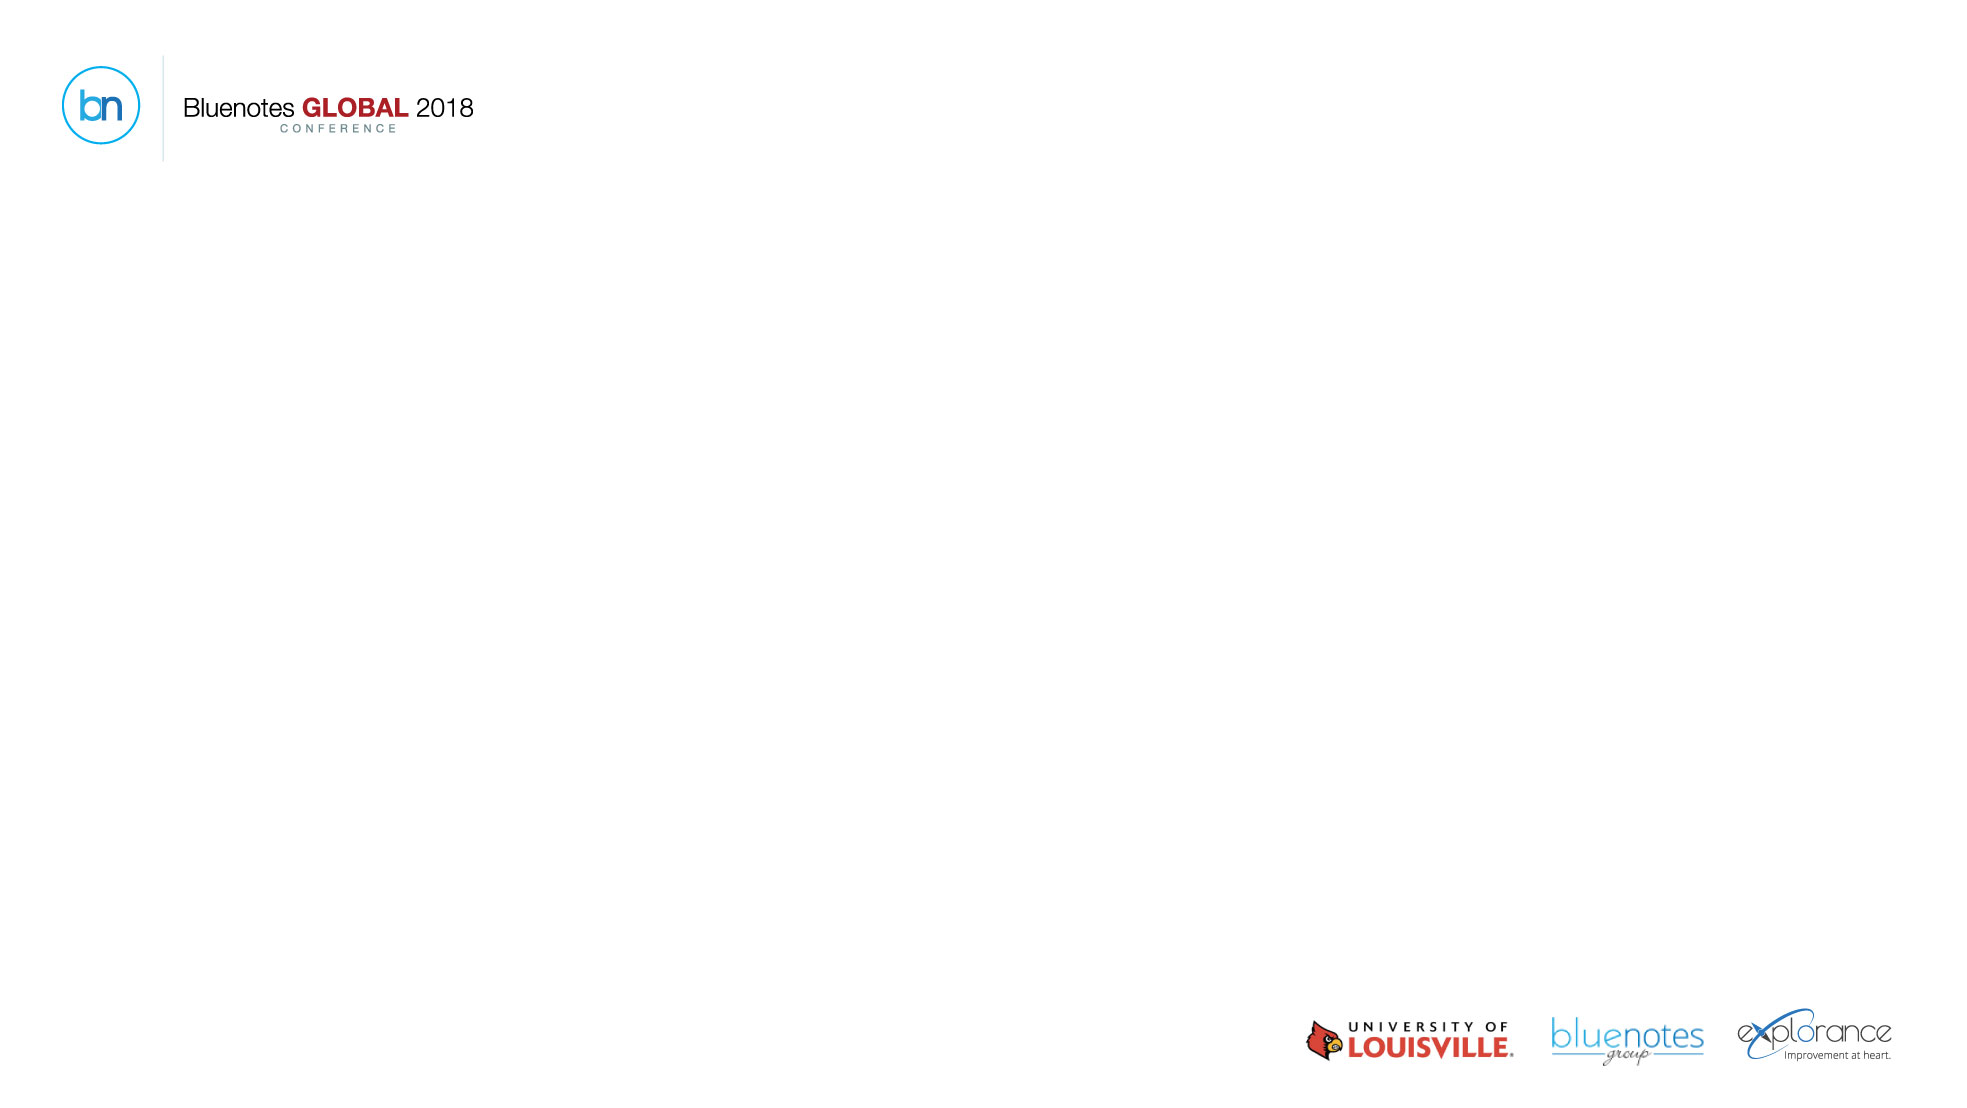 bn
Bluenotes GLOBAL 2018
CONFERENCE
UNIVERSITY OF
LOUISVILLE®
bluenotes
group
explorance
Improvement at heart.